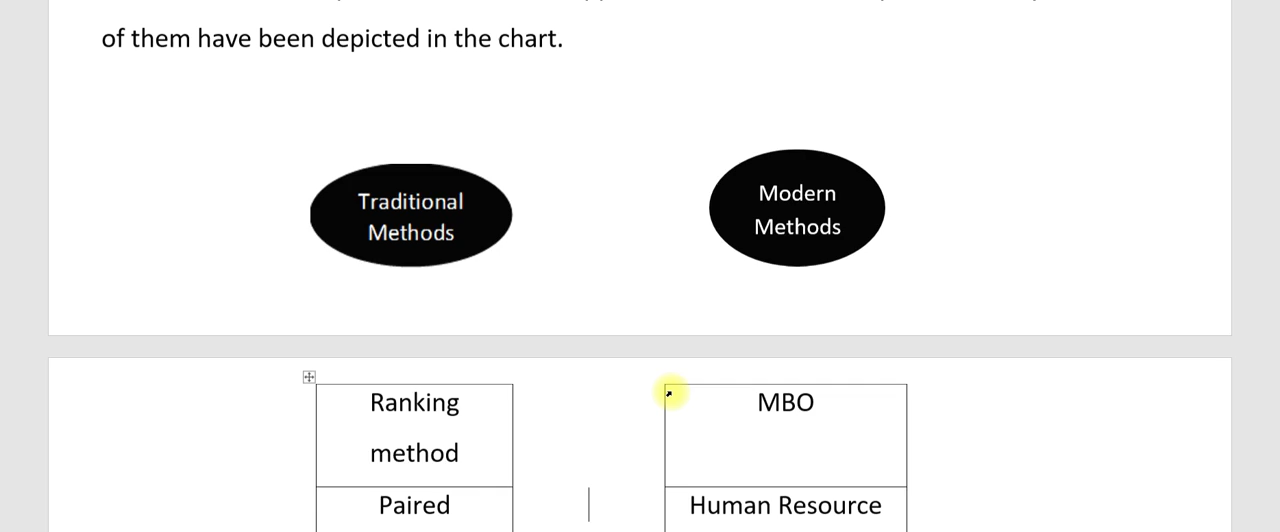 of them have been depicted in the chart.
Traditional
Methods
Modern
Methods
Ranking
method
MBO
Paired
Human Resource